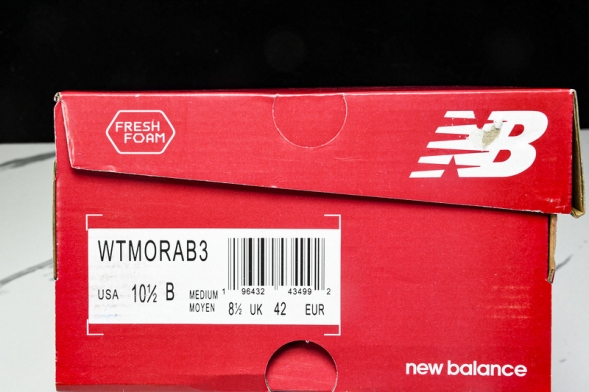 FRESH
FOAM
NB
WTMORAB3
USA 10½ B MEDIUM
MOYEN
1 96432 43499 2
8½ UK 42 EUR
new balance